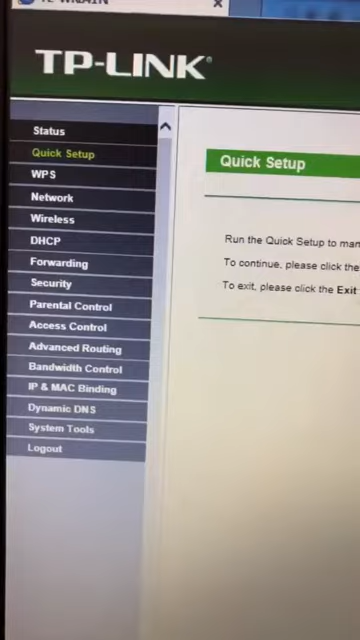 TP-LINK
Status
Quick Setup
WPS
Network
Wireless
DHCP
Forwarding
Security
Parental Control
Access Control
Advanced Routing
Bandwidth Control
IP & MAC Binding
Dynamic DNS
System Tools
Logout
Quick Setup
Run the Quick Setup to
To continue, please click the
To exit, please click the Exit